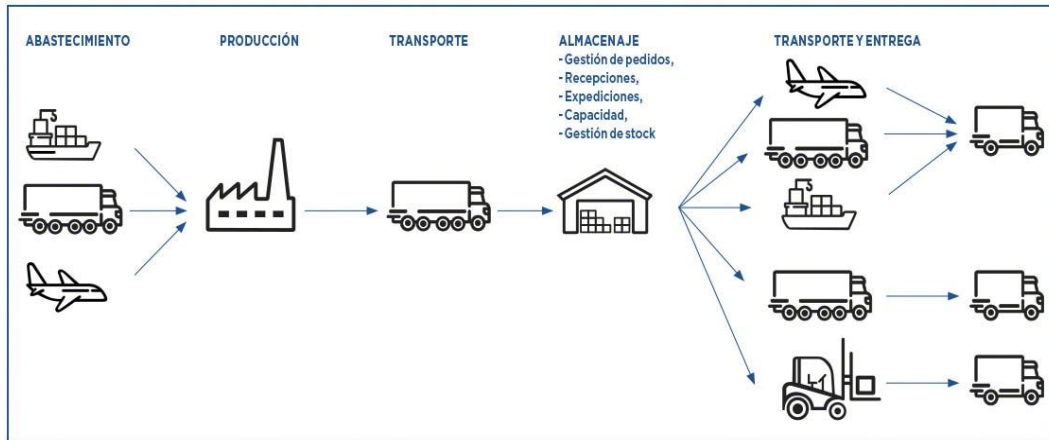 ABASTECIMIENTO
PRODUCCIÓN
TRANSPORTE
ALMACENAJE
- Gestión de pedidos,
- Recepciones,
- Expediciones,
- Capacidad,
- Gestión de stock
TRANSPORTE Y ENTREGA